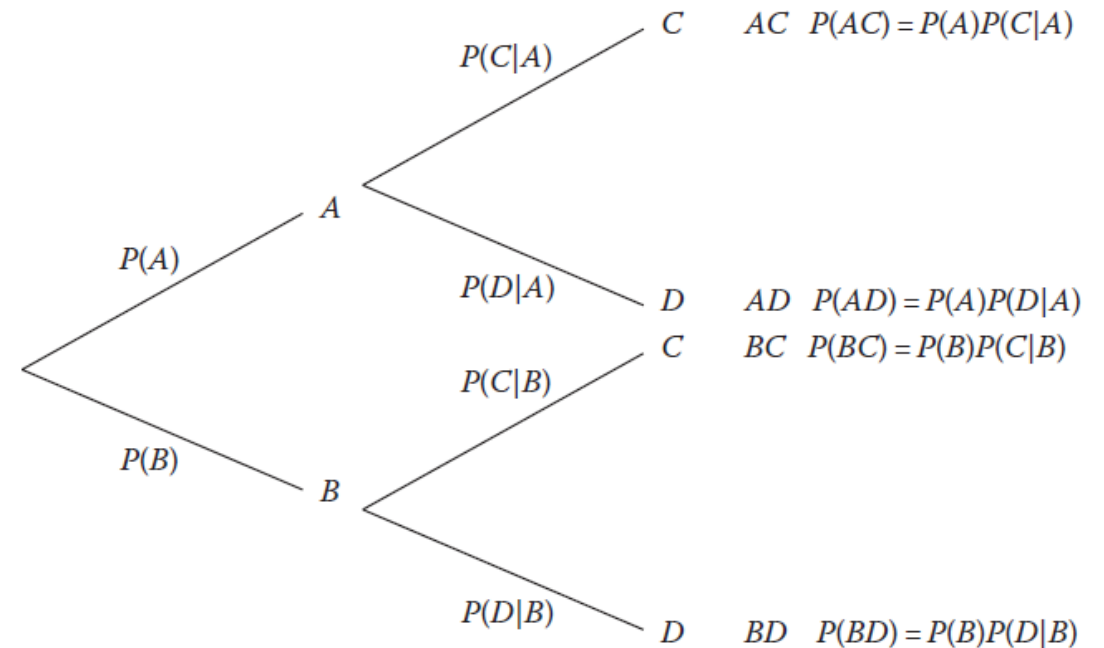 C AC P(AC) = P(A)P(C|A)
P(C|A)
A
P(A)
P(D|A)
D AD P(AD) = P(A)P(D|A)
C BC P(BC) = P(B)P(C|B)
P(C|B)
P(B)
B
P(D|B)
D BD P(BD) = P(B)P(D|B)